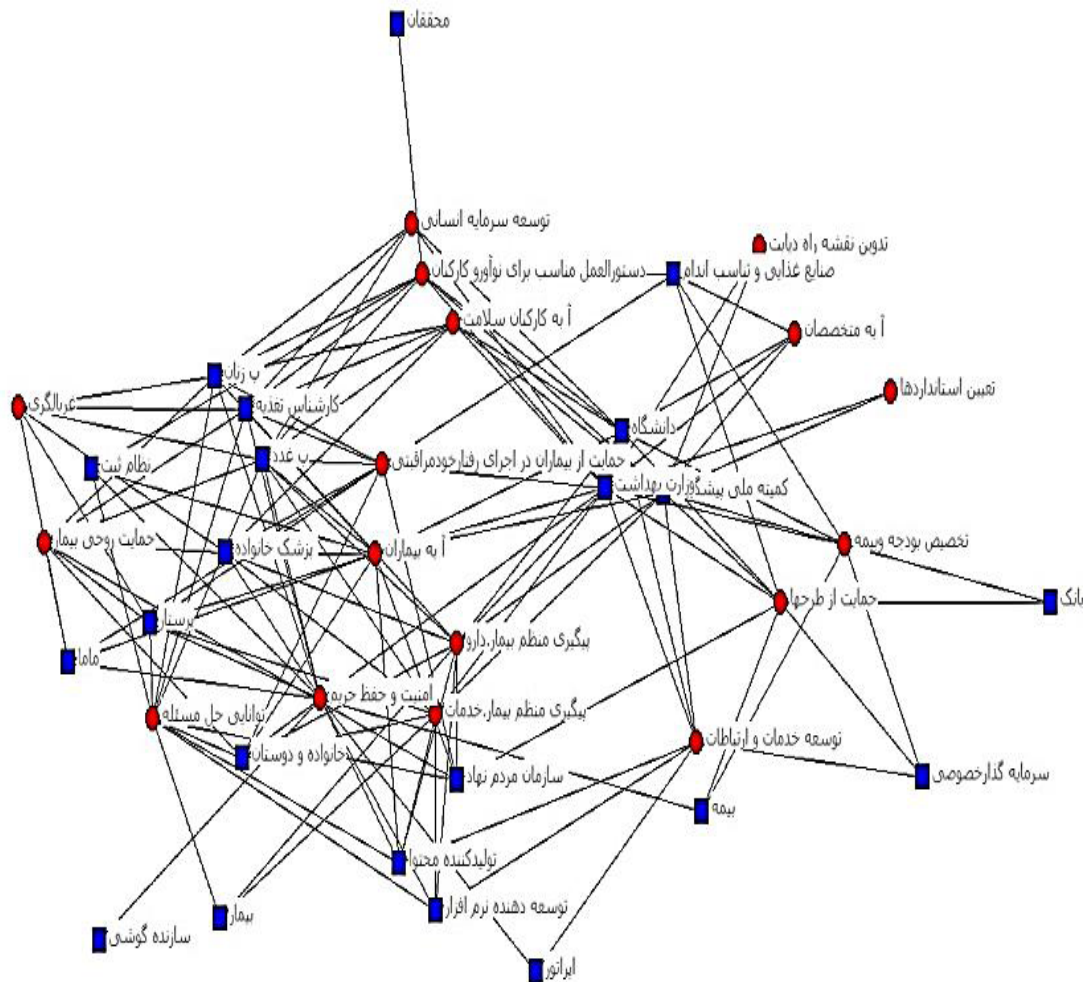 محققان
توسعه سرمایه انسانی
تدوین نقشه راه دیابت
دستورالعمل مناسب برای نوآورو کارکنان
صنایع غذایی و تناسب اندام
آ به کارکنان سلامت
آ به متخصصان
پ زنان
تعیین استانداردها
غربالگری
کارشناس تغذیه
دانشگاه
نظام ثبت
پ غدد
حمایت از بیماران در اجرای رفتارخودمراقبتی
وزارت بهداشت
کمیته ملی پیشگ
حمایت روحی بیمار
پزشک خانواده
آ به بیماران
تخصیص بودجه وبیمه
حمایت از طرحها
بانک
پرستار
ماما
پیگیری منظم بیمار.دارو
امنیت و حفظ حریم
توانایی حل مسئله
پیگیری منظم بیمار.خدمات
توسعه خدمات و ارتباطات
خانواده و دوستان
سازمان مردم نهاد
سرمایه گذارخصوصی
بیمه
تولیدکننده محتوا
توسعه دهنده نرم افزار
بیمار
سازنده گوشی
اپراتور